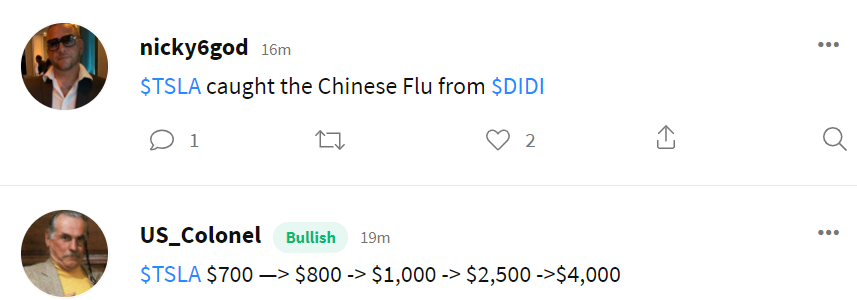 nicky6god 16m
$TSLA caught the Chinese Flu from $DIDI
1 2
US_Colonel Bullish 19m
$TSLA $700 —> $800 -> $1,000 -> $2,500 ->$4,000